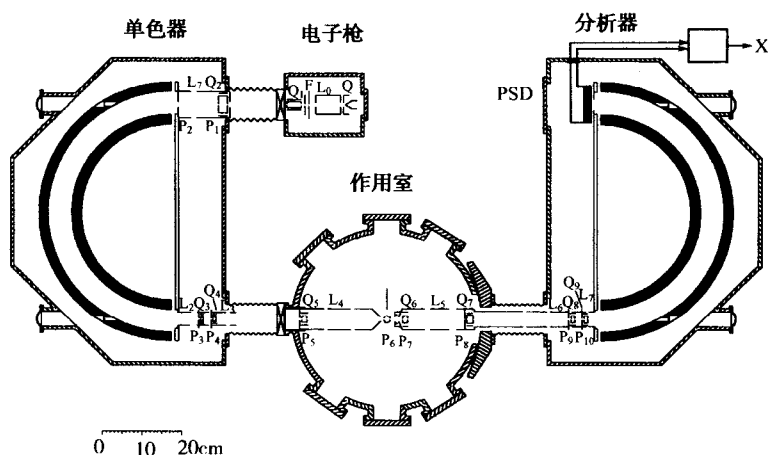 单色器
电子枪
分析器
X
L₇ Q₂
Q₁ F L₀ Q
PSD
P₂ P₁
作用室
Q₄
L₂ Q₃
P₃ P₄
Q₅ L₄
P₅
P₆
Q₆ L₅ Q₇
P₇ P₈
Q₉
L₆ Q₈ L₇
P₉ P₁₀
0 10 20cm